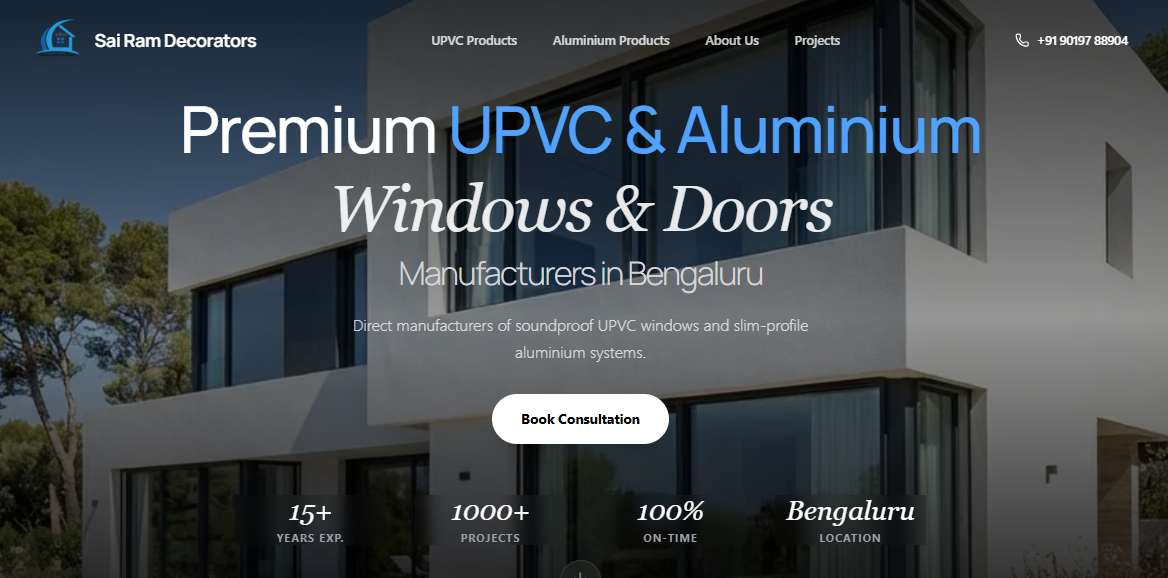 Sai Ram Decorators
UPVC Products
Aluminium Products
About Us
Projects
+91 90197 88904
Premium UPVC & Aluminium
Windows & Doors
Manufacturers in Bengaluru
Direct manufacturers of soundproof UPVC windows and slim-profile
aluminium systems.
Book Consultation
15+
YEARS EXP.
1000+
PROJECTS
100%
ON-TIME
Bengaluru
LOCATION